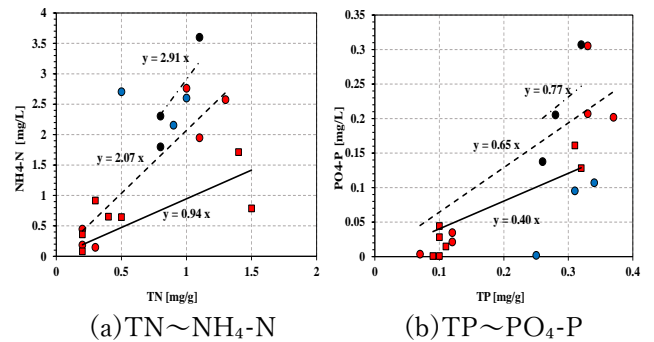 4
3.5
3
2.5
2
1.5
1
0.5
0
NH4-N [mg/L]
y = 2.91 x
y = 2.07 x
y = 0.94 x
0 0.5 1 1.5 2
TN [mg/g]
(a)TN～NH₄-N
0.35
0.3
0.25
0.2
0.15
0.1
0.05
0
PO4-P [mg/L]
y = 0.77 x
y = 0.65 x
y = 0.40 x
0 0.1 0.2 0.3 0.4
TP [mg/g]
(b)TP～PO₄-P